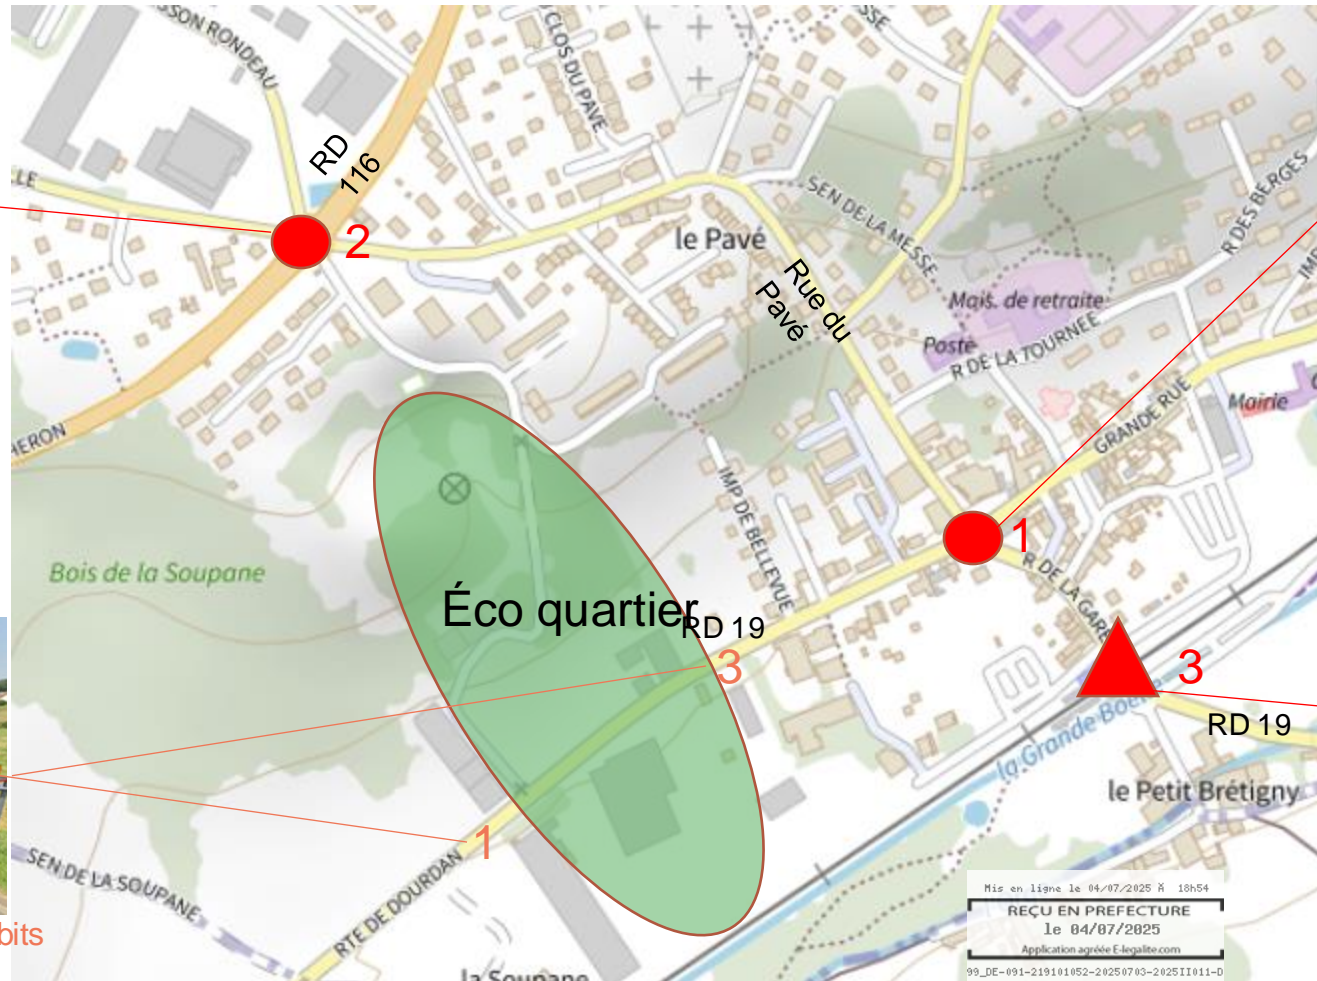 SSON RONDEAU
CLOS DU PAVE
RD
116
LE
2
le Pavé
SEN DE LA MESSE
R DES BERGES
Rue du
Pavé
Mais. de retraite
Poste
R DE LA TOURNEE
Mairie
GRANDE RUE
HERON
IMP DE BELLEVUE
1
R DE LA GARE
Bois de la Soupane
Éco quartier
RD 19
3
3
RD 19
la Grande Boë
le Petit Brétigny
1
SEN DE LA SOUPANE
RTE DE DOURDAN
bits
la Soupane
Mis en ligne le 04/07/2025 Ã 18h54
REÇU EN PREFECTURE
le 04/07/2025
Application agréée E-legalite.com
99_DE-091-219101052-20250703-2025II011-D